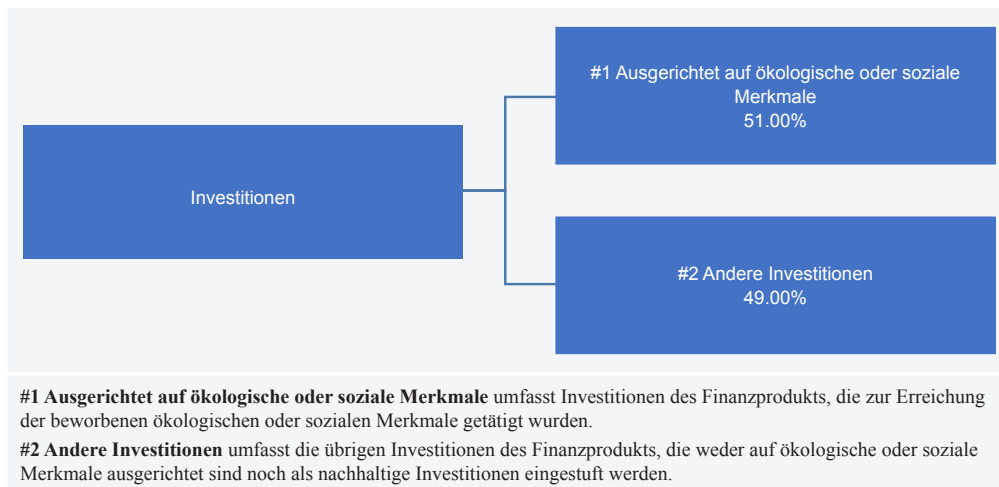 #1 Ausgerichtet auf ökologische oder soziale
Merkmale
51.00%
Investitionen
#2 Andere Investitionen
49.00%
#1 Ausgerichtet auf ökologische oder soziale Merkmale umfasst Investitionen des Finanzprodukts, die zur Erreichung
der beworbenen ökologischen oder sozialen Merkmale getätigt wurden.
#2 Andere Investitionen umfasst die übrigen Investitionen des Finanzprodukts, die weder auf ökologische oder soziale
Merkmale ausgerichtet sind noch als nachhaltige Investitionen eingestuft werden.